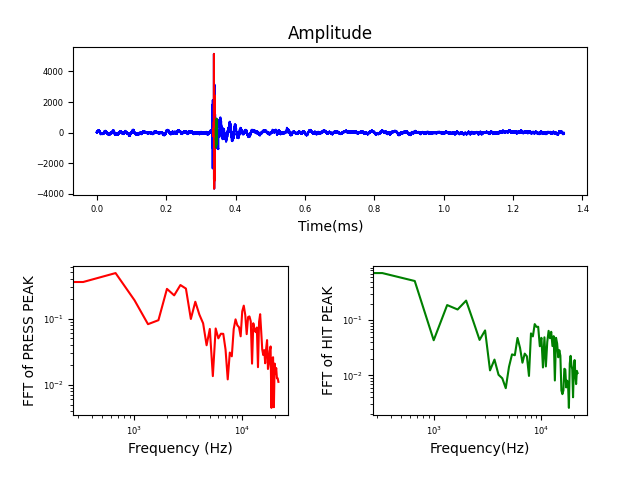 Amplitude
4000
2000
0
−2000
−4000
0.0 0.2 0.4 0.6 0.8 1.0 1.2 1.4
Time(ms)
FFT of PRESS PEAK
10⁻¹
10⁻²
10³ 10⁴
Frequency (Hz)
FFT of HIT PEAK
10⁻¹
10⁻²
10³ 10⁴
Frequency(Hz)